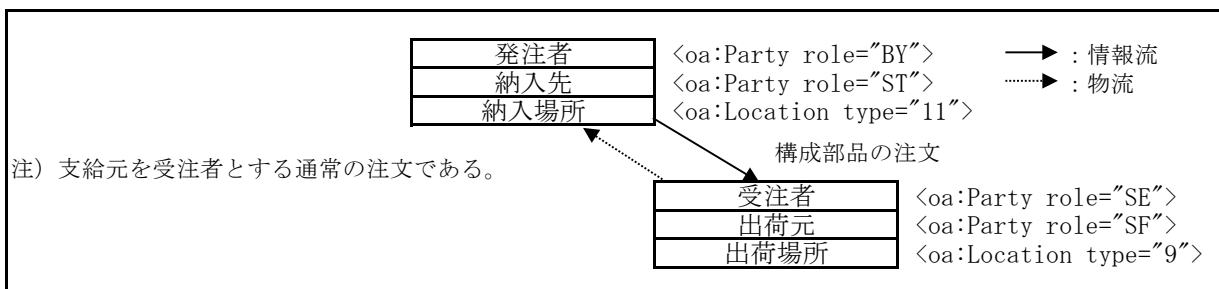 発注者 <oa:Party role="BY"> : 情報流
納入先 <oa:Party role="ST"> : 物流
納入場所 <oa:Location type="11">
構成部品の注文
注) 支給元を受注者とする通常の注文である。
受注者 <oa:Party role="SE">
出荷元 <oa:Party role="SF">
出荷場所 <oa:Location type="9">